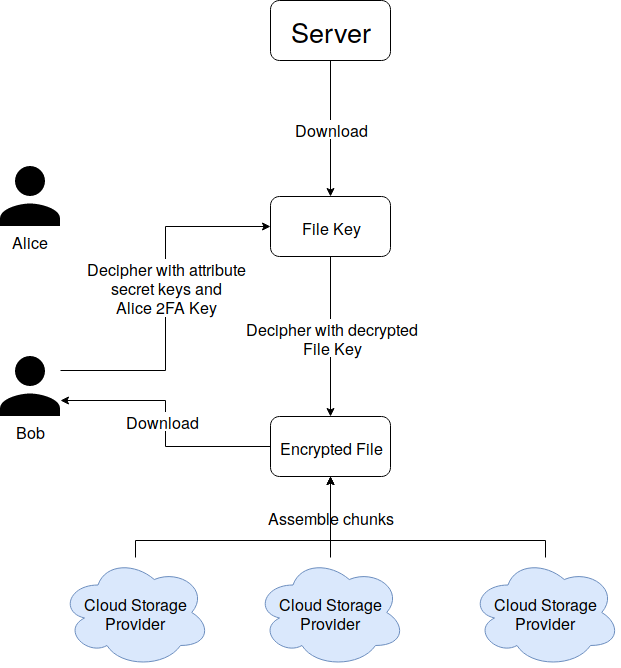 Server
Download
Alice
File Key
Decipher with attribute
secret keys and
Alice 2FA Key
Decipher with decrypted
File Key
Bob
Download
Encrypted File
Assemble chunks
Cloud Storage
Provider
Cloud Storage
Provider
Cloud Storage
Provider